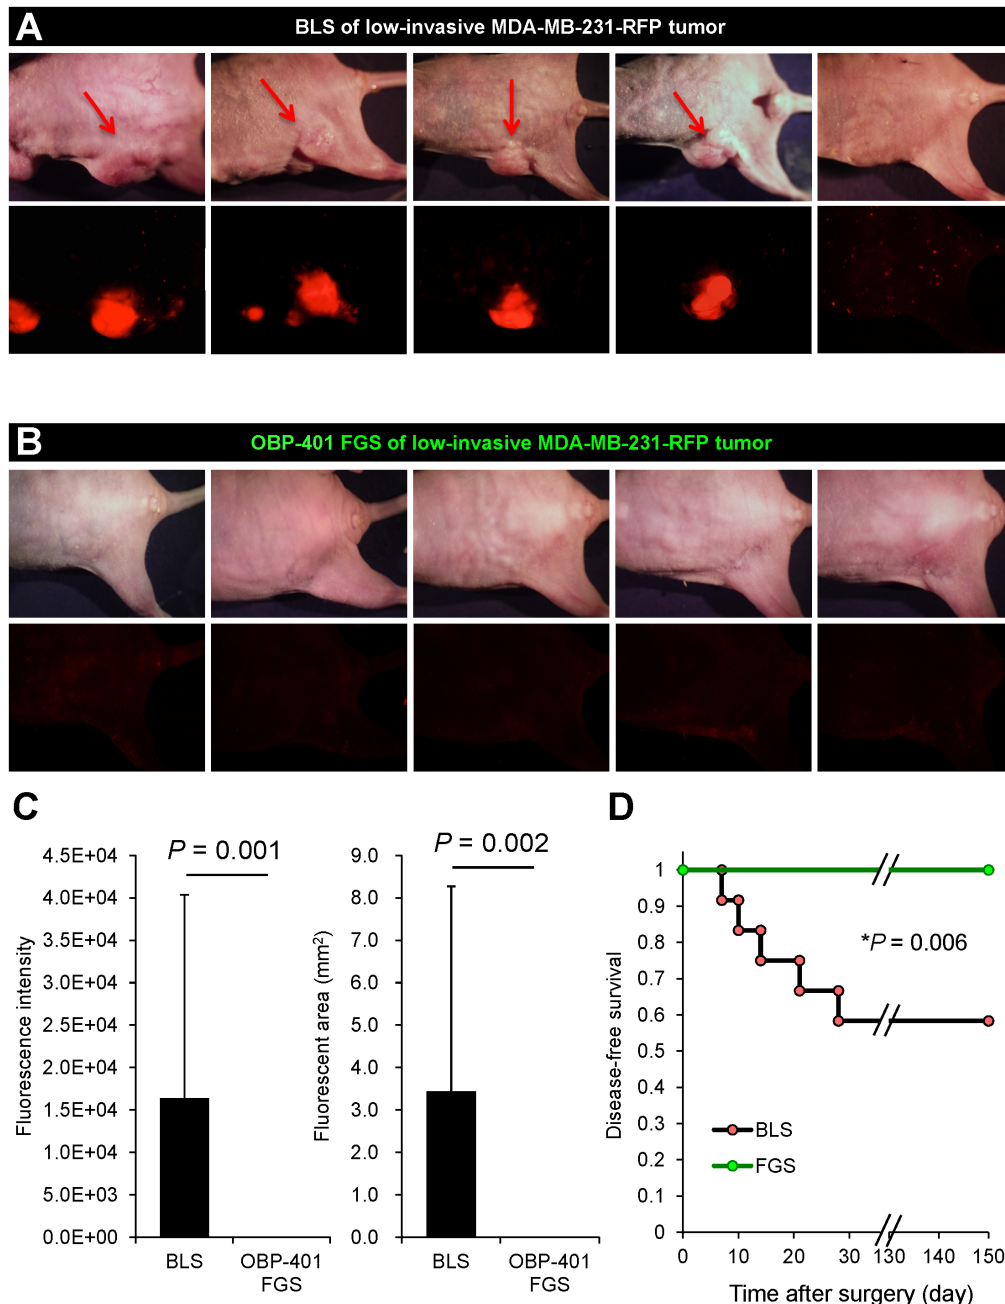 A
BLS of low-invasive MDA-MB-231-RFP tumor
B
OBP-401 FGS of low-invasive MDA-MB-231-RFP tumor
C
P = 0.001
4.5E+04
4.0E+04
3.5E+04
3.0E+04
2.5E+04
2.0E+04
1.5E+04
1.0E+04
5.0E+03
0.0E+00
Fluorescence intensity
BLS
OBP-401
FGS
P = 0.002
9.0
8.0
7.0
6.0
5.0
4.0
3.0
2.0
1.0
0.0
Fluorescent area (mm²)
BLS
OBP-401
FGS
D
1
0.9
0.8
0.7
0.6
0.5
0.4
0.3
0.2
0.1
0
Disease-free survival
*P = 0.006
BLS
FGS
0 10 20 30 130 140 150
Time after surgery (day)